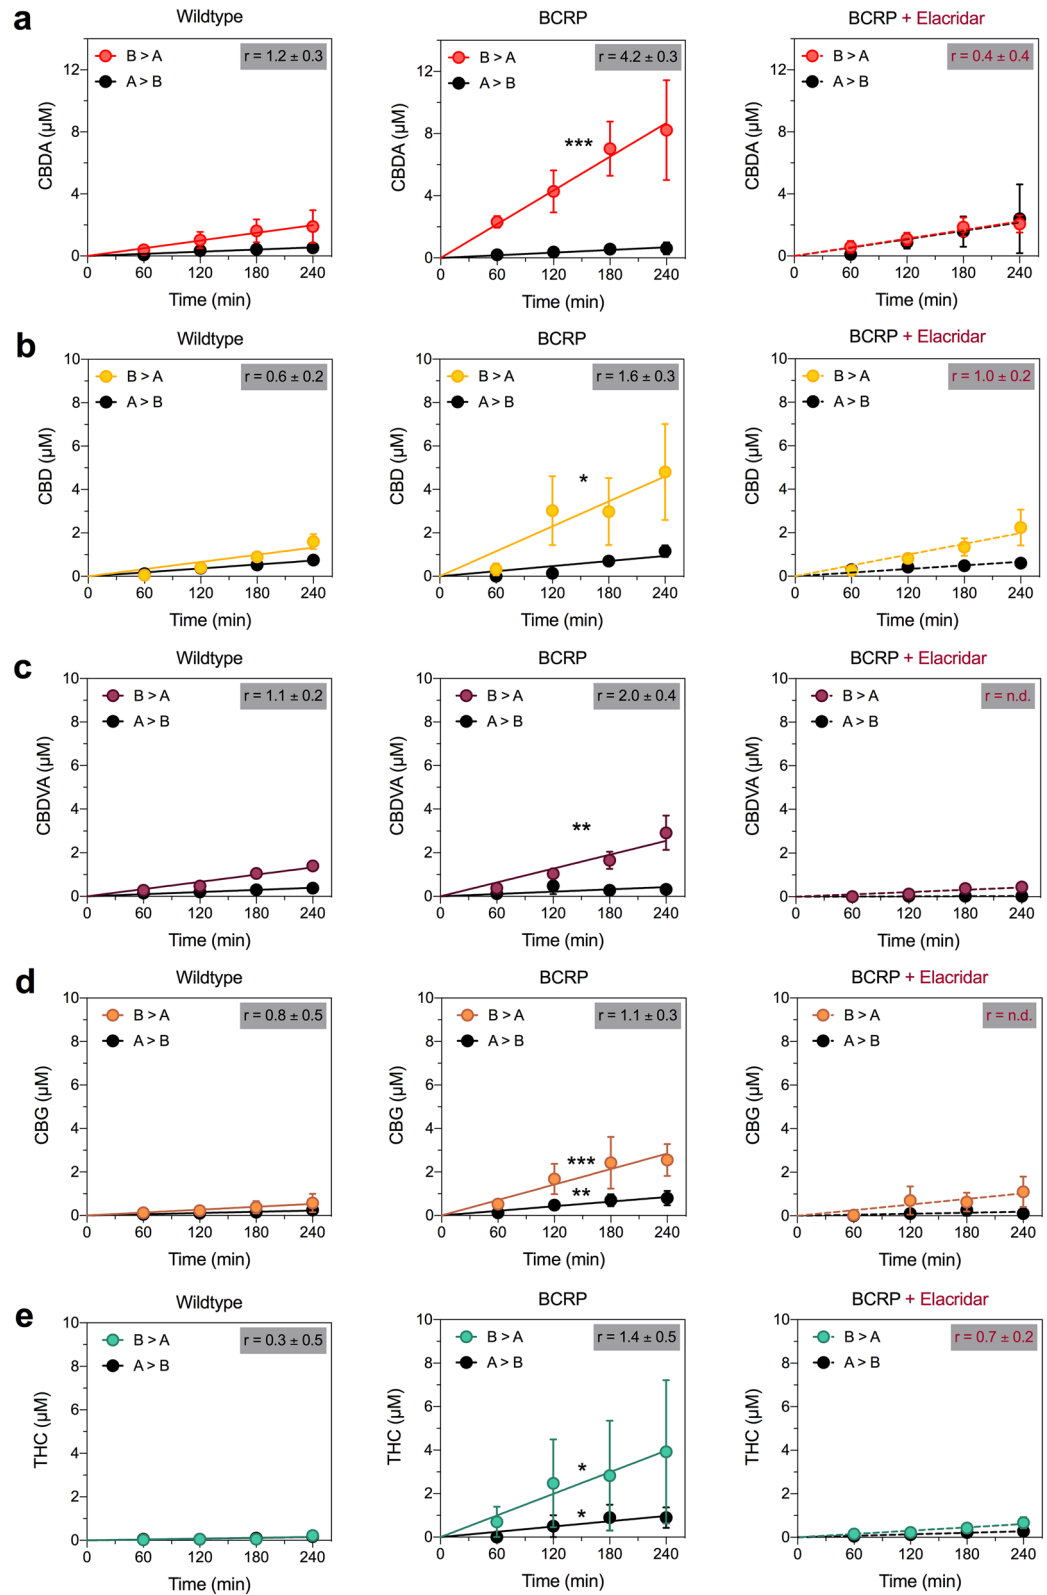 a
Wildtype
BCRP
BCRP + Elacridar
B > A
A > B
r = 1.2 ± 0.3
CBDA (µM)
12
8
4
0
0 60 120 180 240
Time (min)
B > A
A > B
r = 4.2 ± 0.3
***
CBDA (µM)
12
8
4
0
0 60 120 180 240
Time (min)
B > A
A > B
r = 0.4 ± 0.4
CBDA (µM)
12
8
4
0
0 60 120 180 240
Time (min)
b
Wildtype
BCRP
BCRP + Elacridar
B > A
A > B
r = 0.6 ± 0.2
CBD (µM)
10
8
6
4
2
0
0 60 120 180 240
Time (min)
B > A
A > B
r = 1.6 ± 0.3
*
CBD (µM)
10
8
6
4
2
0
0 60 120 180 240
Time (min)
B > A
A > B
r = 1.0 ± 0.2
CBD (µM)
10
8
6
4
2
0
0 60 120 180 240
Time (min)
c
Wildtype
BCRP
BCRP + Elacridar
B > A
A > B
r = 1.1 ± 0.2
CBDVA (µM)
10
8
6
4
2
0
0 60 120 180 240
Time (min)
B > A
A > B
r = 2.0 ± 0.4
**
CBDVA (µM)
10
8
6
4
2
0
0 60 120 180 240
Time (min)
B > A
A > B
r = n.d.
CBDVA (µM)
10
8
6
4
2
0
0 60 120 180 240
Time (min)
d
Wildtype
BCRP
BCRP + Elacridar
B > A
A > B
r = 0.8 ± 0.5
CBG (µM)
10
8
6
4
2
0
0 60 120 180 240
Time (min)
B > A
A > B
r = 1.1 ± 0.3
***
**
CBG (µM)
10
8
6
4
2
0
0 60 120 180 240
Time (min)
B > A
A > B
r = n.d.
CBG (µM)
10
8
6
4
2
0
0 60 120 180 240
Time (min)
e
Wildtype
BCRP
BCRP + Elacridar
B > A
A > B
r = 0.3 ± 0.5
THC (µM)
10
8
6
4
2
0
0 60 120 180 240
Time (min)
B > A
A > B
r = 1.4 ± 0.5
*
*
THC (µM)
10
8
6
4
2
0
0 60 120 180 240
Time (min)
B > A
A > B
r = 0.7 ± 0.2
THC (µM)
10
8
6
4
2
0
0 60 120 180 240
Time (min)